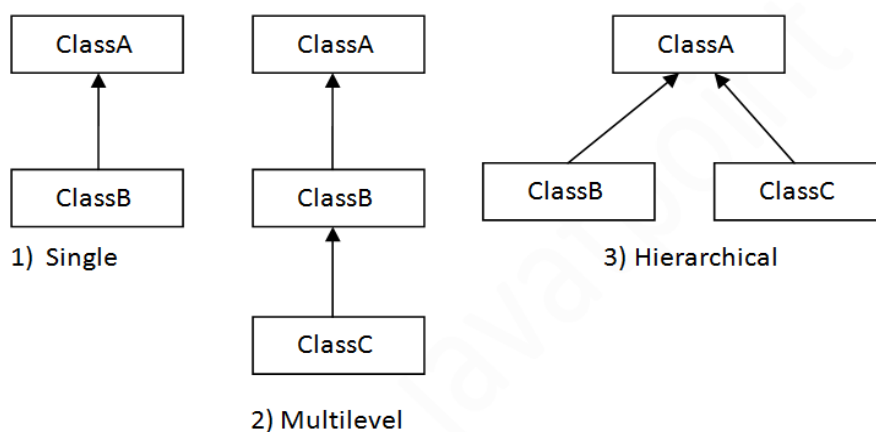 ClassA
ClassB
1) Single
ClassA
ClassB
ClassC
2) Multilevel
ClassA
ClassB
ClassC
3) Hierarchical